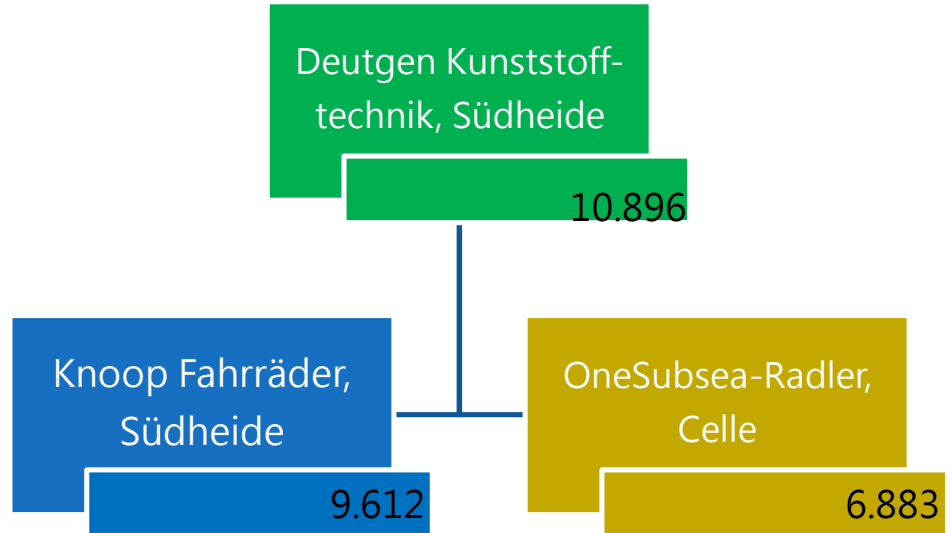 Deutgen Kunststoff-
technik, Südheide
10.896
Knoop Fahrräder,
Südheide
9.612
OneSubsea-Radler,
Celle
6.883